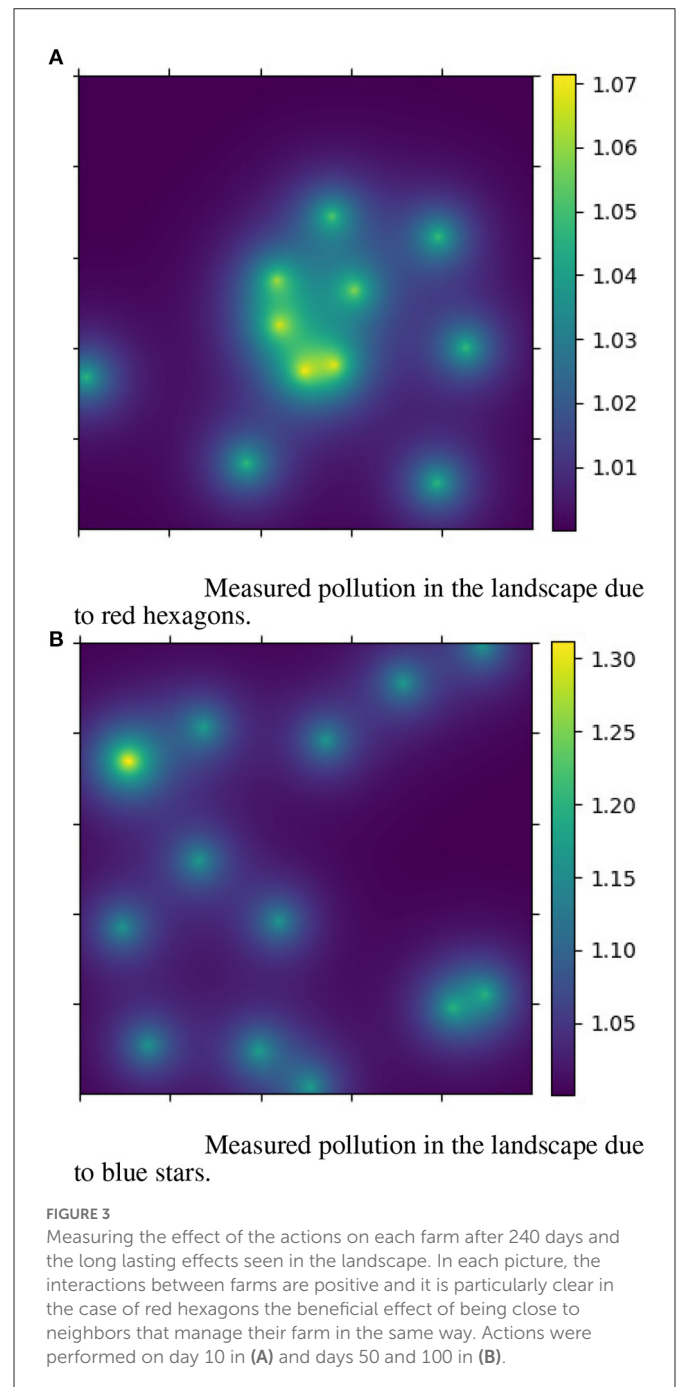 A
1.07
1.06
1.05
1.04
1.03
1.02
1.01
Measured pollution in the landscape due
to red hexagons.
B
1.30
1.25
1.20
1.15
1.10
1.05
Measured pollution in the landscape due
to blue stars.
FIGURE 3
Measuring the effect of the actions on each farm after 240 days and
the long lasting effects seen in the landscape. In each picture, the
interactions between farms are positive and it is particularly clear in
the case of red hexagons the beneficial effect of being close to
neighbors that manage their farm in the same way. Actions were
performed on day 10 in (A) and days 50 and 100 in (B).